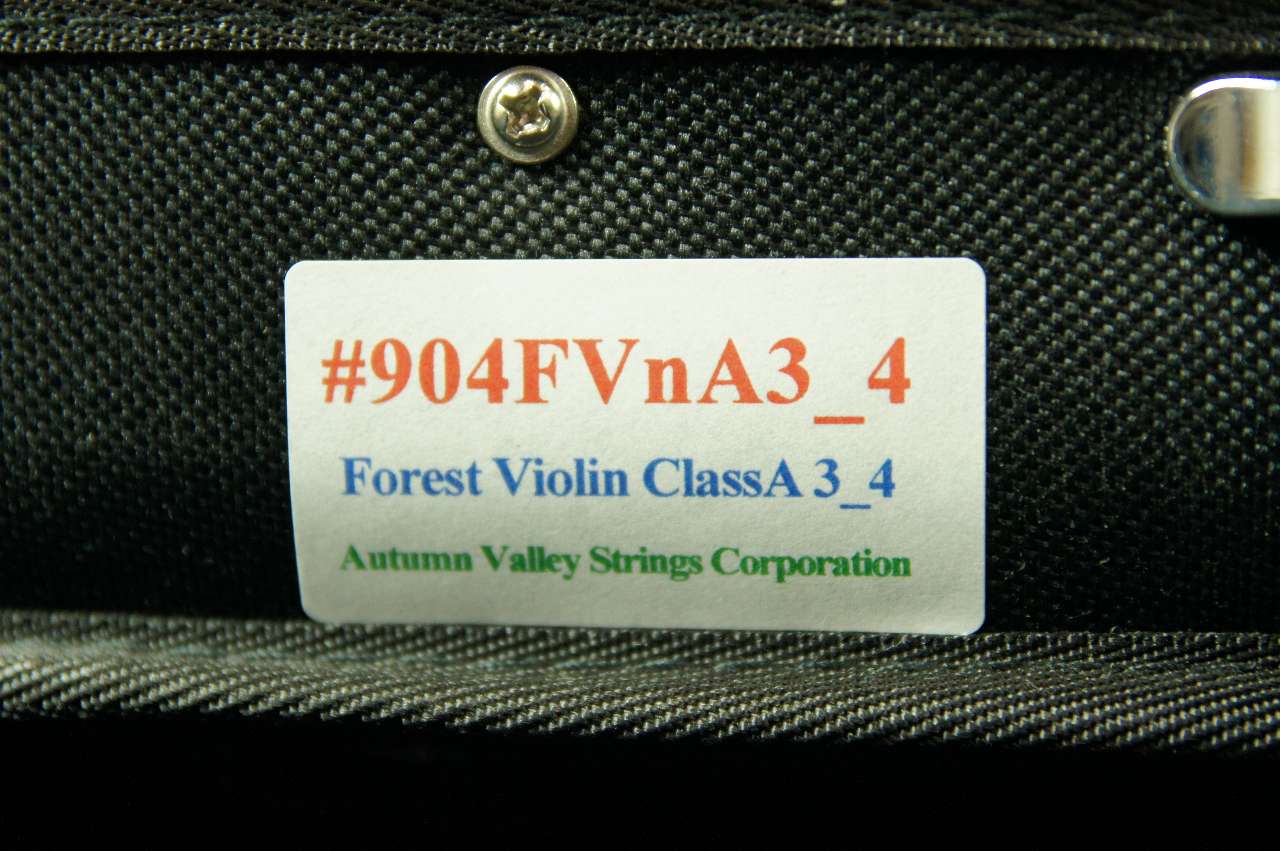 #904FVnA3_4
Forest Violin ClassA 3_4
Autumn Valley Strings Corporation